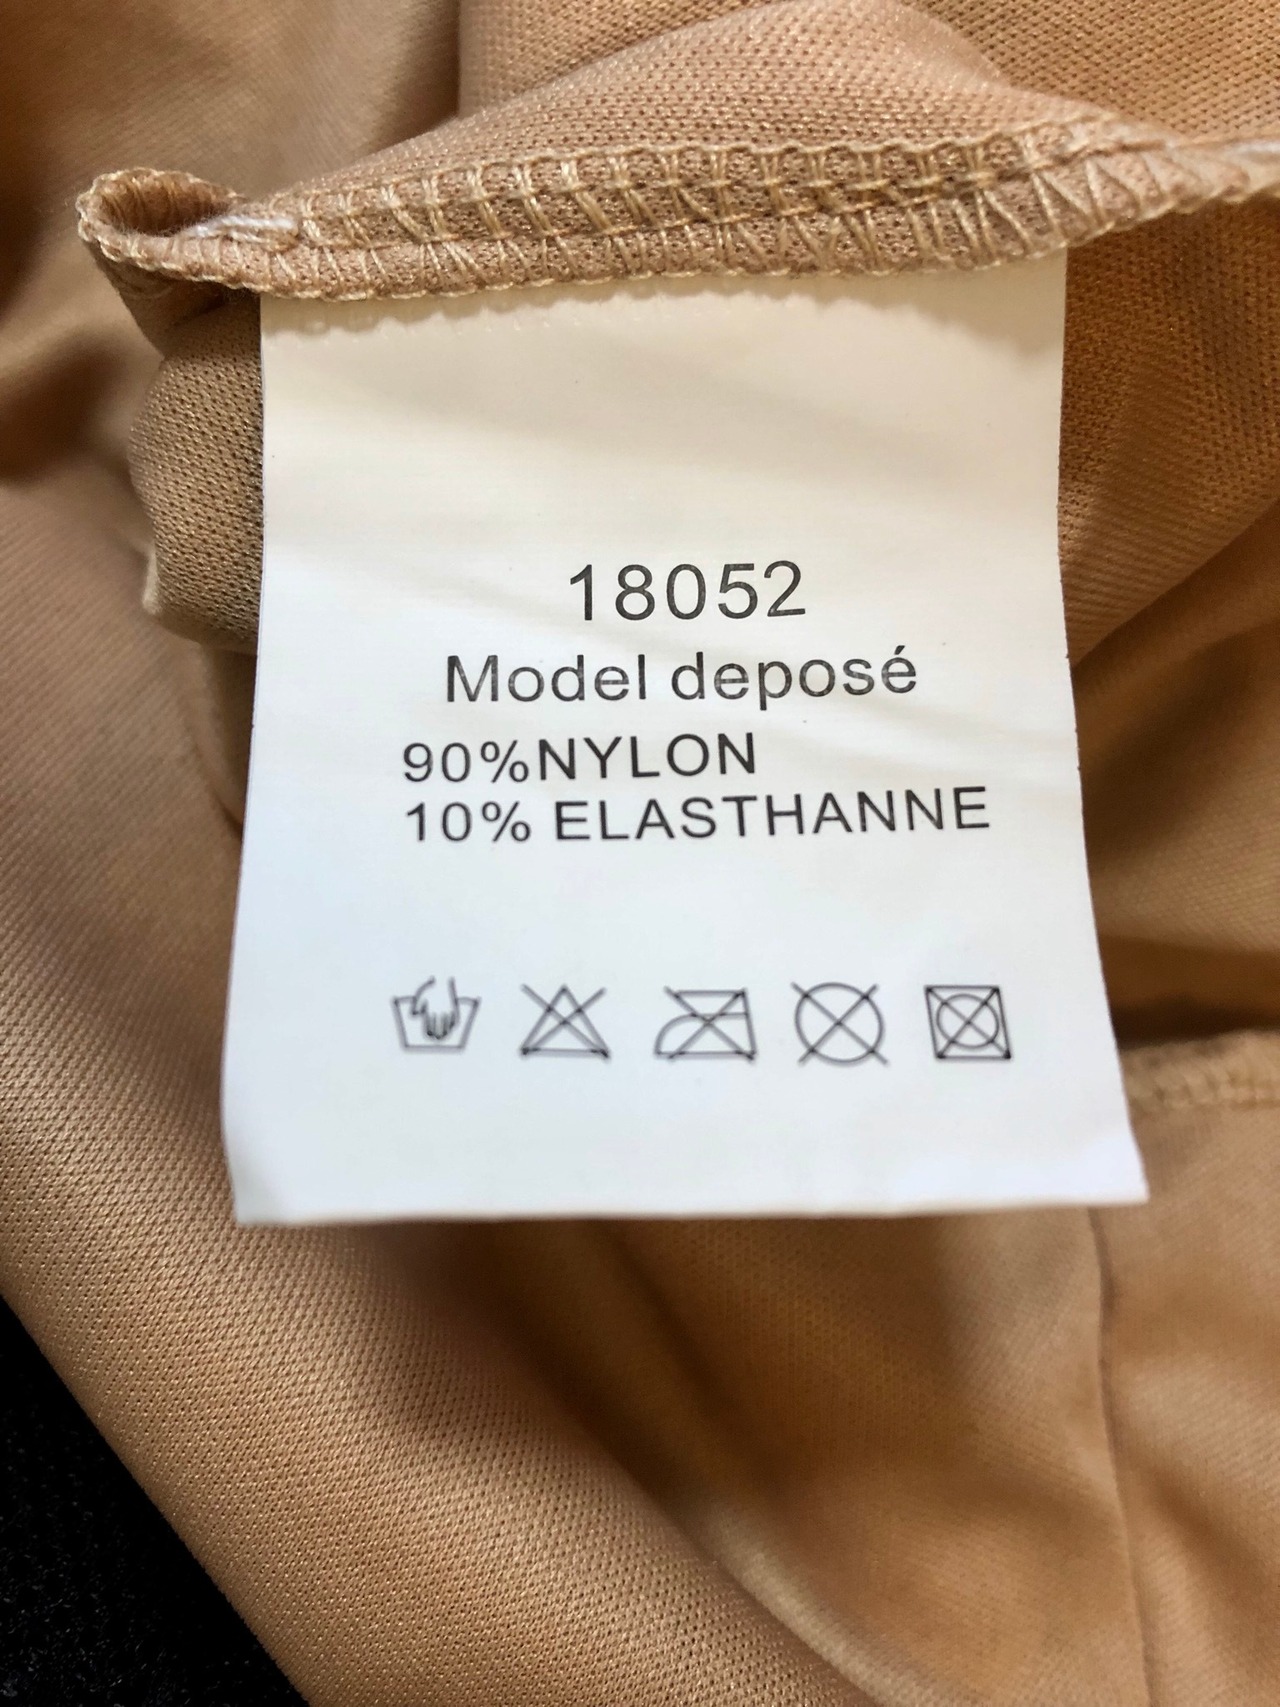 18052
Model deposé
90%NYLON
10% ELASTHANNE